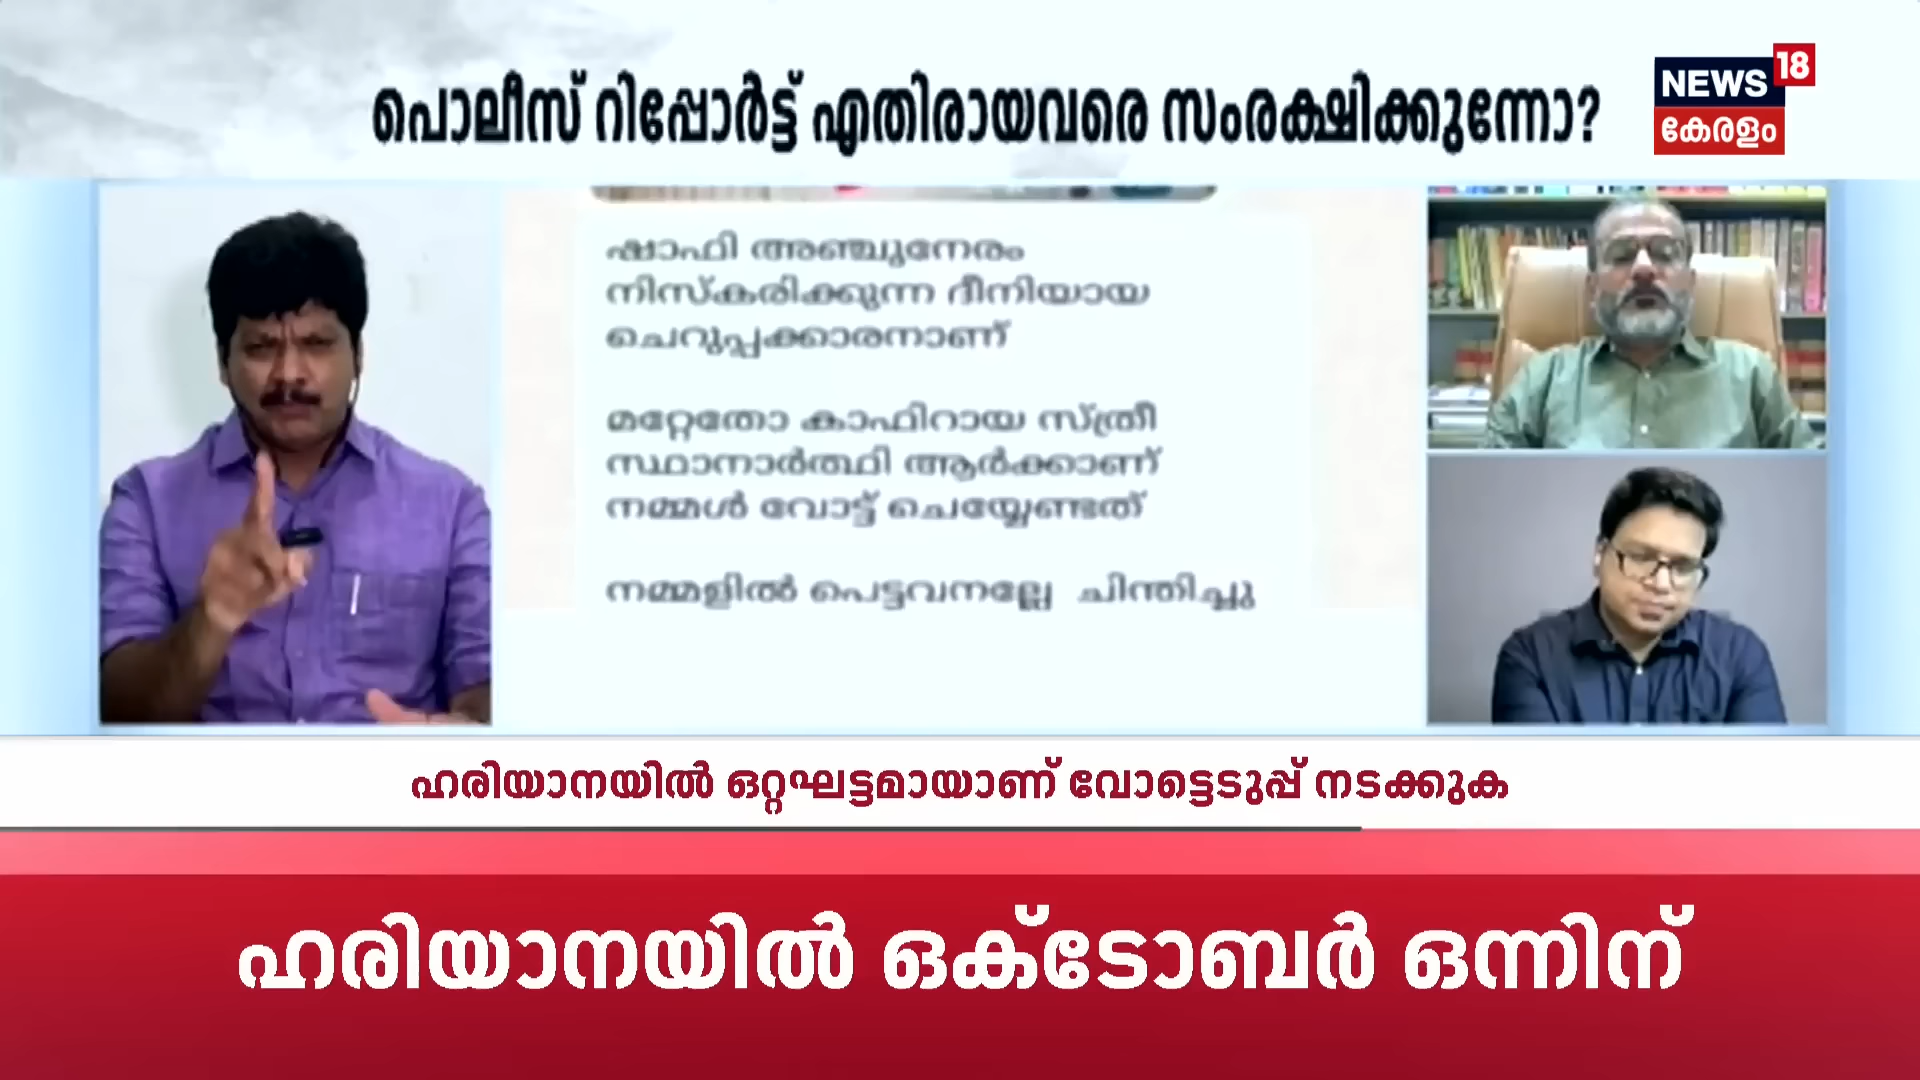 പൊലീസ് റിപ്പോർട്ട് എതിരായവരെ സംരക്ഷിക്കുന്നോ?
NEWS 18
കേരളം
ഷാഫി അഞ്ചുനേരം
നിസ്കരിക്കുന്ന ദീനിയായ
ചെറുപ്പക്കാരനാണ്
മറ്റേതോ കാഫിറായ സ്ത്രീ
സ്ഥാനാർത്ഥി ആർക്കാണ്
നമ്മൾ വോട്ട് ചെയ്യേണ്ടത്
നമ്മളിൽ പെട്ടവനല്ലേ ചിന്തിച്ചു
ഹരിയാനയിൽ ഒറ്റഘട്ടമായാണ് വോട്ടെടുപ്പ് നടക്കുക
ഹരിയാനയിൽ ഒക്ടോബർ ഒന്നിന്